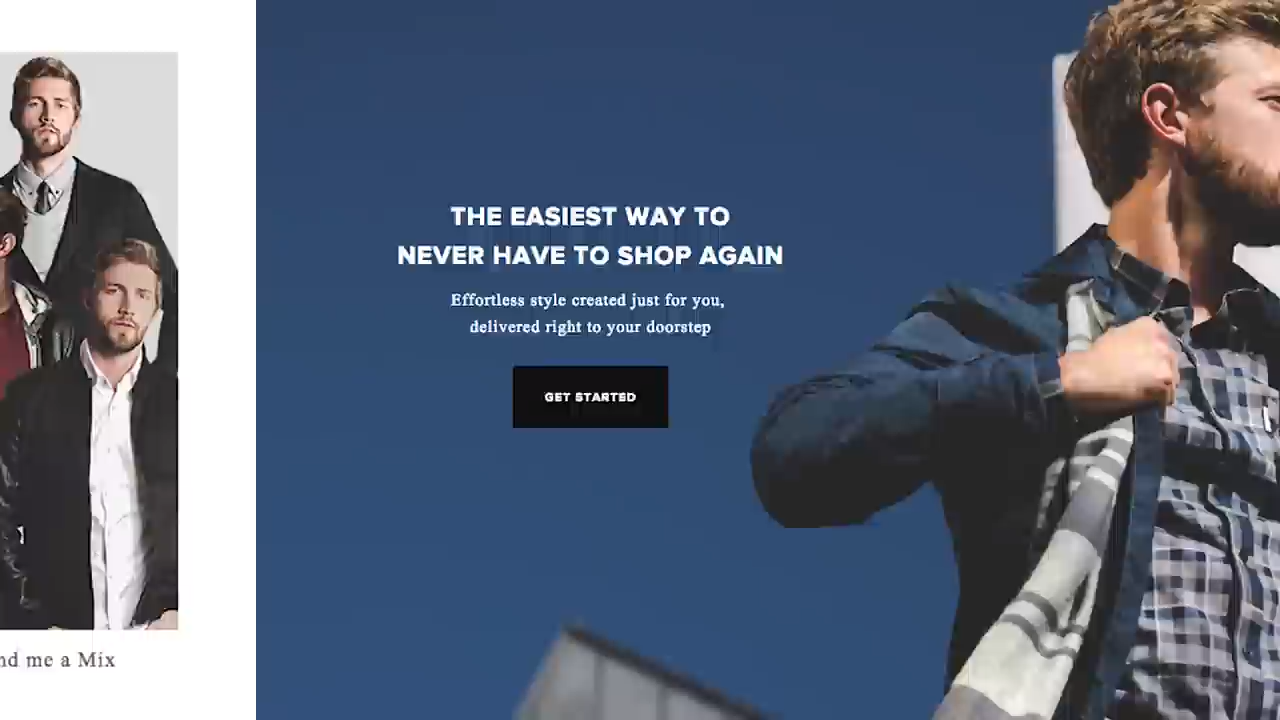 THE EASIEST WAY TO
NEVER HAVE TO SHOP AGAIN
Effortless style created just for you,
delivered right to your doorstep
GET STARTED
me a Mix